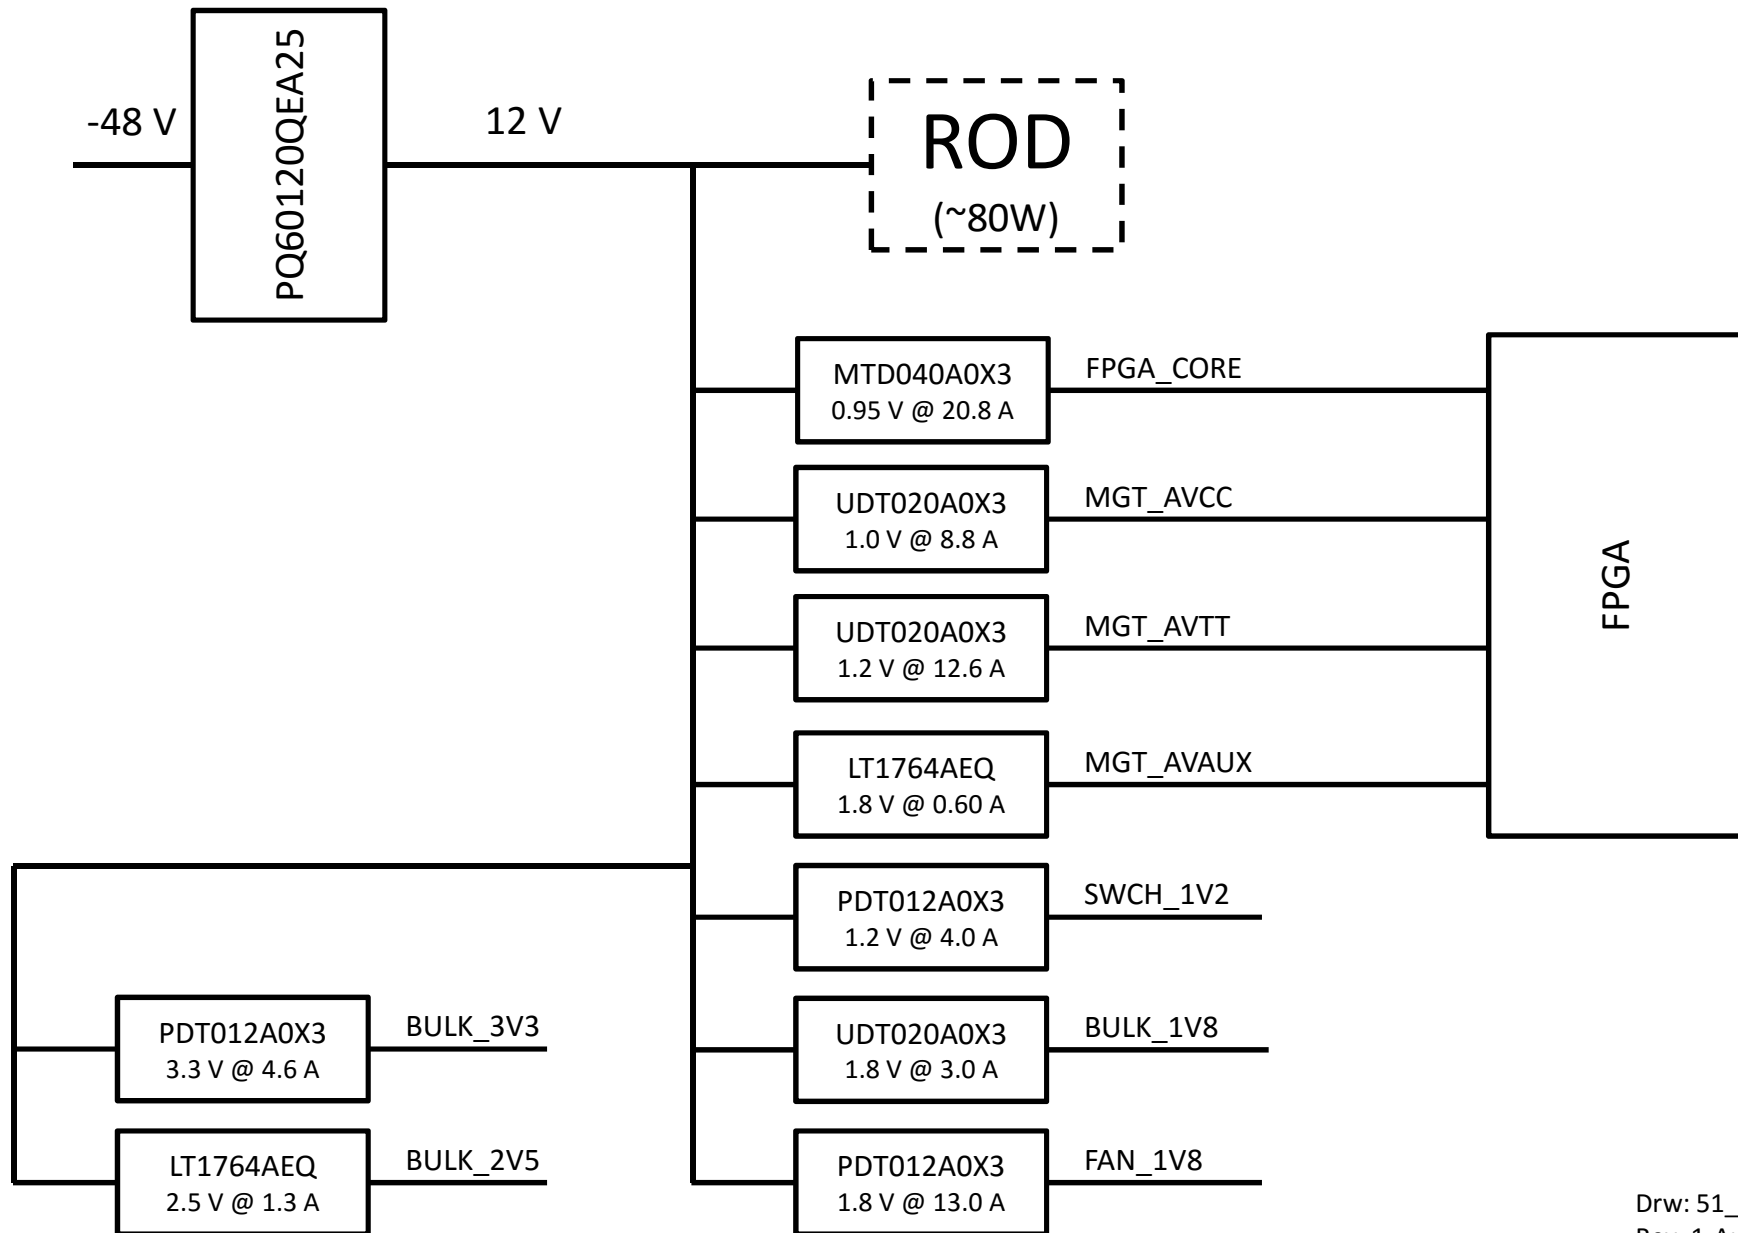 PQ60120QEA25
-48 V
12 V
ROD
(~80W)
MTD040A0X3
0.95 V @ 20.8 A
FPGA_CORE
UDT020A0X3
1.0 V @ 8.8 A
MGT_AVCC
UDT020A0X3
1.2 V @ 12.6 A
MGT_AVTT
FPGA
LT1764AEQ
1.8 V @ 0.60 A
MGT_AVAUX
PDT012A0X3
1.2 V @ 4.0 A
SWCH_1V2
PDT012A0X3
3.3 V @ 4.6 A
BULK_3V3
UDT020A0X3
1.8 V @ 3.0 A
BULK_1V8
LT1764AEQ
2.5 V @ 1.3 A
BULK_2V5
PDT012A0X3
1.8 V @ 13.0 A
FAN_1V8
Drw: 51_